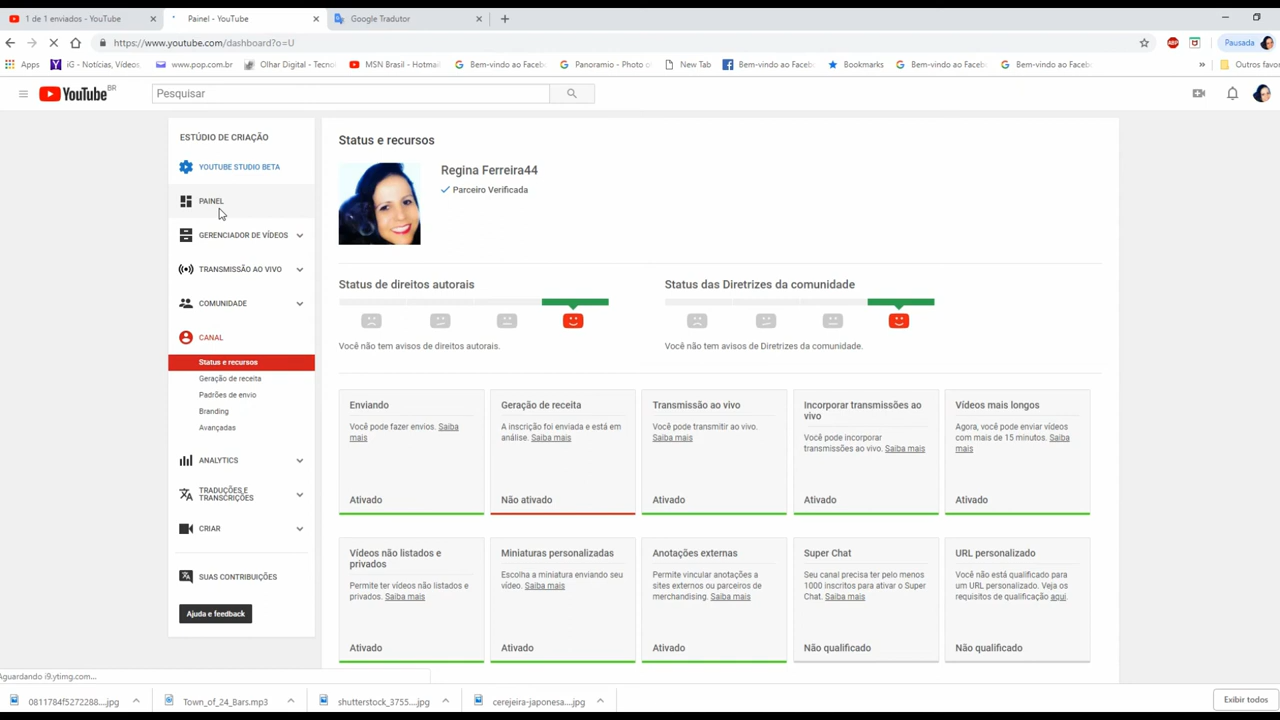 1 de 1 enviados - YouTube
Painel - YouTube
Google Tradutor
https://www.youtube.com/dashboard?o=U
ABP
Pausada
Apps
iG - Notícias, Vídeos,
www.pop.com.br
Olhar Digital - Tecno
MSN Brasil - Hotmail
Bem-vindo ao Facebo
Panoramio - Photo o
New Tab
Bem-vindo ao Facebo
Bookmarks
Bem-vindo ao Facebo
Bem-vindo ao Facebo
»
Outros favor
YouTube BR
Pesquisar
ESTÚDIO DE CRIAÇÃO
YOUTUBE STUDIO BETA
PAINEL
GERENCIADOR DE VÍDEOS
TRANSMISSÃO AO VIVO
COMUNIDADE
CANAL
Status e recursos
Geração de receita
Padrões de envio
Branding
Avançadas
ANALYTICS
TRADUÇÕES E
TRANSCRIÇÕES
CRIAR
SUAS CONTRIBUIÇÕES
Ajuda e feedback
Status e recursos
Regina Ferreira44
Parceiro Verificada
Status de direitos autorais
Você não tem avisos de direitos autorais.
Status das Diretrizes da comunidade
Você não tem avisos de Diretrizes da comunidade.
Enviando
Você pode fazer envios. Saiba
mais
Ativado
Geração de receita
A inscrição foi enviada e está em
análise. Saiba mais
Não ativado
Transmissão ao vivo
Você pode transmitir ao vivo.
Saiba mais
Ativado
Incorporar transmissões ao
vivo
Você pode incorporar
transmissões ao vivo. Saiba mais
Ativado
Vídeos mais longos
Agora, você pode enviar vídeos
com mais de 15 minutos. Saiba
mais
Ativado
Vídeos não listados e
privados
Permite ter vídeos não listados e
privados. Saiba mais
Ativado
Miniaturas personalizadas
Escolha a miniatura enviando seu
vídeo. Saiba mais
Ativado
Anotações externas
Permite vincular anotações a
sites externos ou parceiros de
merchandising. Saiba mais
Ativado
Super Chat
Seu canal precisa ter pelo menos
1000 inscritos para ativar o Super
Chat. Saiba mais
Não qualificado
URL personalizado
Você não está qualificado para
um URL personalizado. Veja os
requisitos de qualificação aqui.
Não qualificado
Aguardando i9.ytimg.com...
0811784f5272288....jpg
Town_of_24_Bars.mp3
shutterstock_3755....jpg
cerejeira-japonesa....jpg
Exibir todos